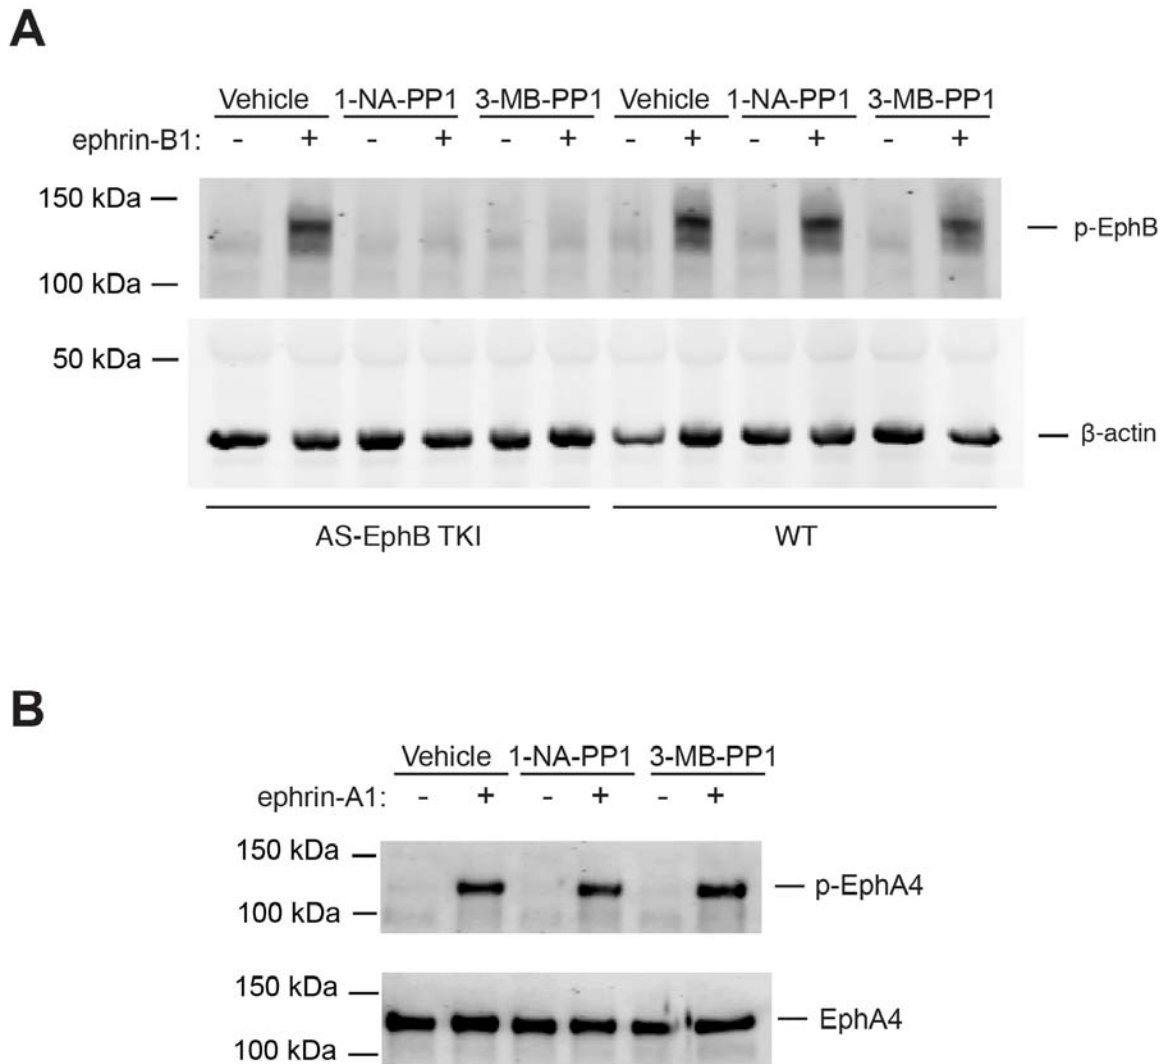 A
Vehicle 1-NA-PP1 3-MB-PP1 Vehicle 1-NA-PP1 3-MB-PP1
ephrin-B1: - + - + - + - + - + - +
150 kDa
p-EphB
100 kDa
50 kDa
β-actin
AS-EphB TKI WT
B
Vehicle 1-NA-PP1 3-MB-PP1
ephrin-A1: - + - + - +
150 kDa
p-EphA4
100 kDa
150 kDa
EphA4
100 kDa